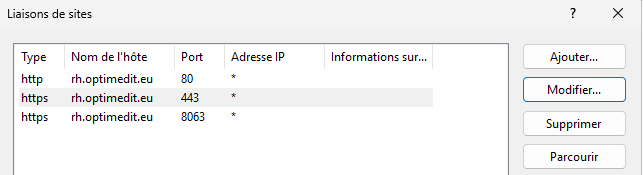 Liaisons de sites
Type Nom de l'hôte Port Adresse IP Informations sur...
http rh.optimedit.eu 80 *
https rh.optimedit.eu 443 *
https rh.optimedit.eu 8063 *
Ajouter...
Modifier...
Supprimer
Parcourir